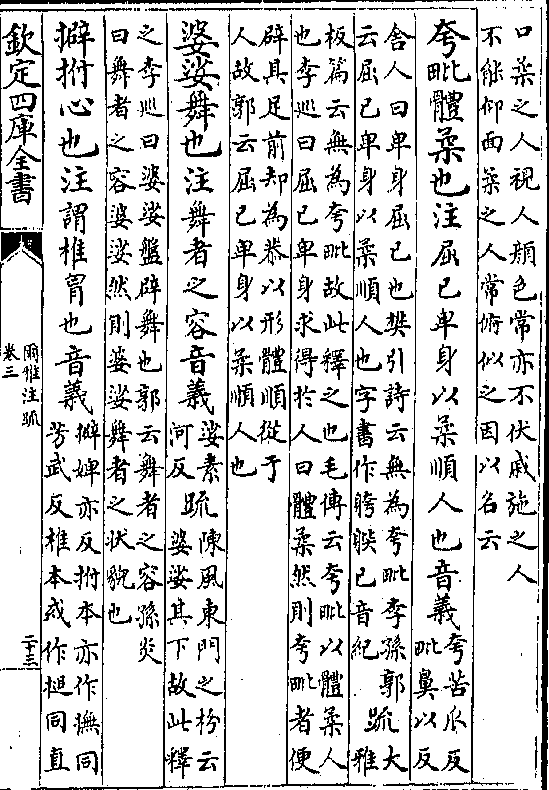 口柔之人視人顔色常亦不伏戚施之人
不能仰面柔之人常俯似之因以名云
夸毗體柔也注屈已卑身以柔順人也音義夸苦瓜反
毗鼻以反
舍人曰卑身屈已也樊引詩云無為夸毗李孫郭
云屈已卑身以柔順人也字書作䠸䠘已音紀
疏大雅
板篇云無為夸毗故此釋之也毛傳云夸毗以體柔人
也李巡曰屈已卑身求得於人曰體柔然則夸毗者便
辟其足前却為恭以形體順從于
人故郭云屈已卑身以柔順人也
婆娑舞也注舞者之容音義娑素
河反
疏陳風東門之枌云
婆娑其下故此釋
之李巡曰婆娑盤辟舞也郭云舞者之容孫炎
曰舞者之容婆娑然則婆娑舞者之狀貌也
擗拊心也注謂椎胷也音義擗婢亦反拊本亦作撫同
芳武反椎本或作搥同直
欽定四庫全書
爾雅注疏
卷三
二十三